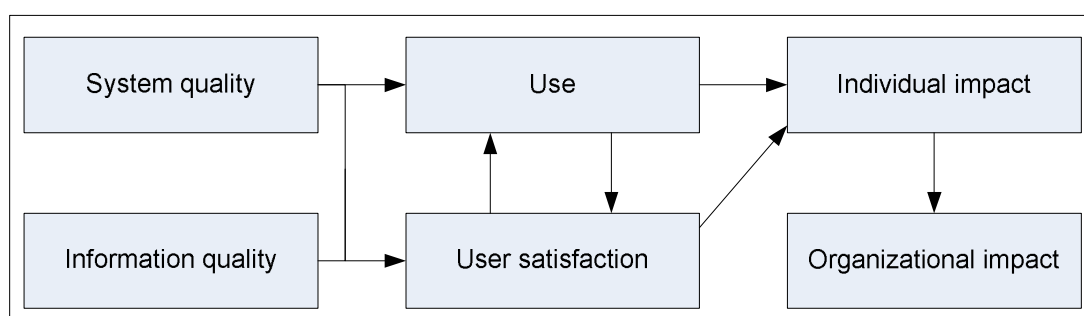 System quality
Use
Individual impact
Information quality
User satisfaction
Organizational impact